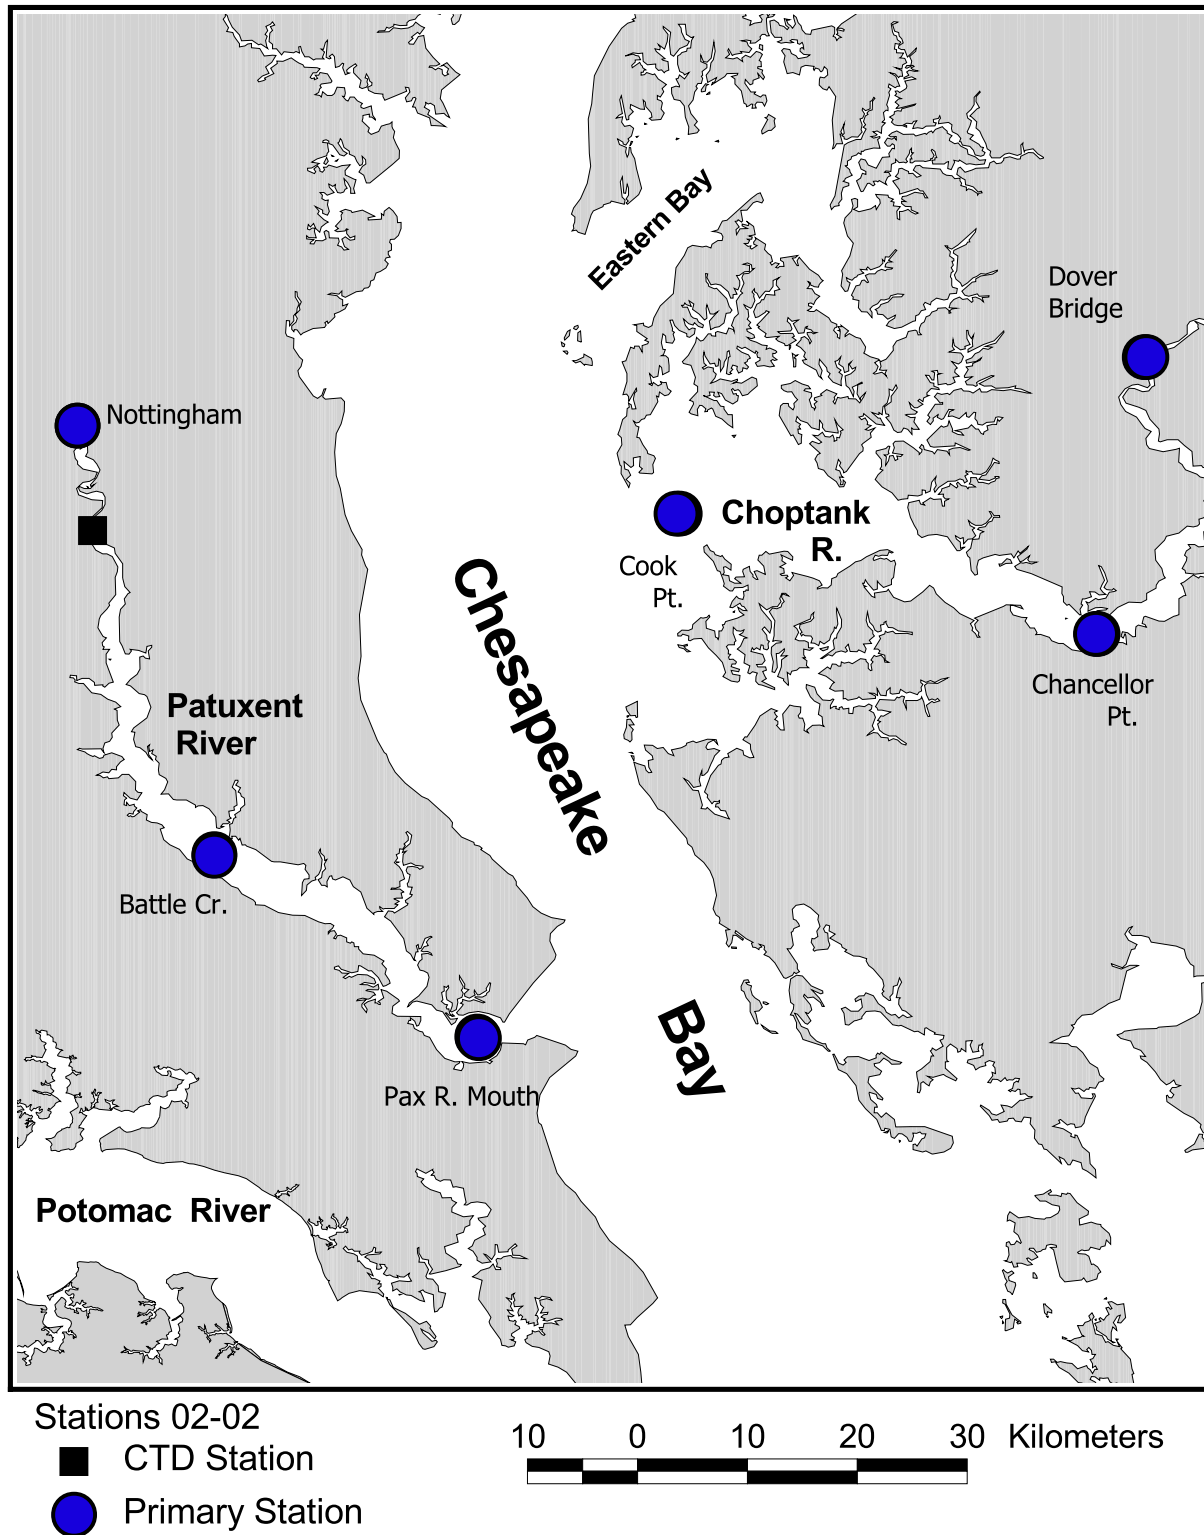 Eastern Bay
Dover
Bridge
Nottingham
Choptank
R.
Cook
Pt.
Chesapeake
Bay
Chancellor
Pt.
Patuxent
River
Battle Cr.
Pax R. Mouth
Potomac River
Stations 02-02
CTD Station
Primary Station
10 0 10 20 30 Kilometers